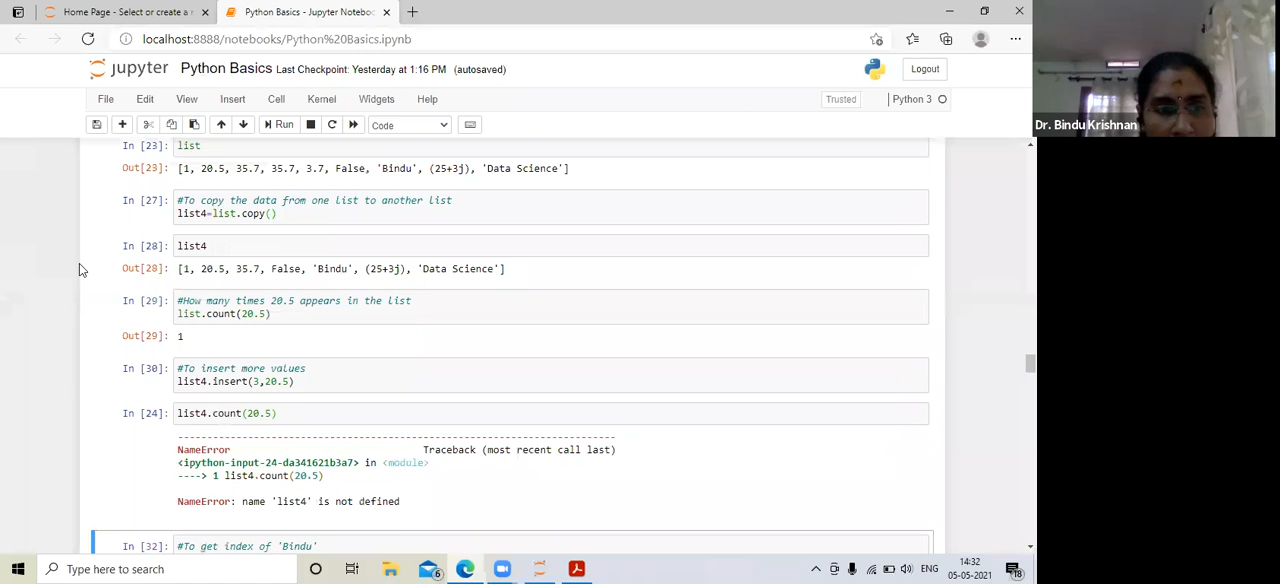 Home Page - Select or create a n
Python Basics - Jupyter Noteboo
localhost:8888/notebooks/Python%20Basics.ipynb
jupyter Python Basics Last Checkpoint: Yesterday at 1:16 PM (autosaved)
Logout
File Edit View Insert Cell Kernel Widgets Help
Trusted Python 3
Run Code
In [23]: list
Out[23]: [1, 20.5, 35.7, 35.7, 3.7, False, 'Bindu', (25+3j), 'Data Science']
In [27]: #To copy the data from one list to another list
list4=list.copy()
In [28]: list4
Out[28]: [1, 20.5, 35.7, False, 'Bindu', (25+3j), 'Data Science']
In [29]: #How many times 20.5 appears in the list
list.count(20.5)
Out[29]: 1
In [30]: #To insert more values
list4.insert(3,20.5)
In [24]: list4.count(20.5)
---------------------------------------------------------------------------
NameError Traceback (most recent call last)
<ipython-input-24-da341621b3a7> in <module>
----> 1 list4.count(20.5)
NameError: name 'list4' is not defined
In [32]: #To get index of 'Bindu'
Dr. Bindu Krishnan
Type here to search
6
ENG
14:32
05-05-2021
18